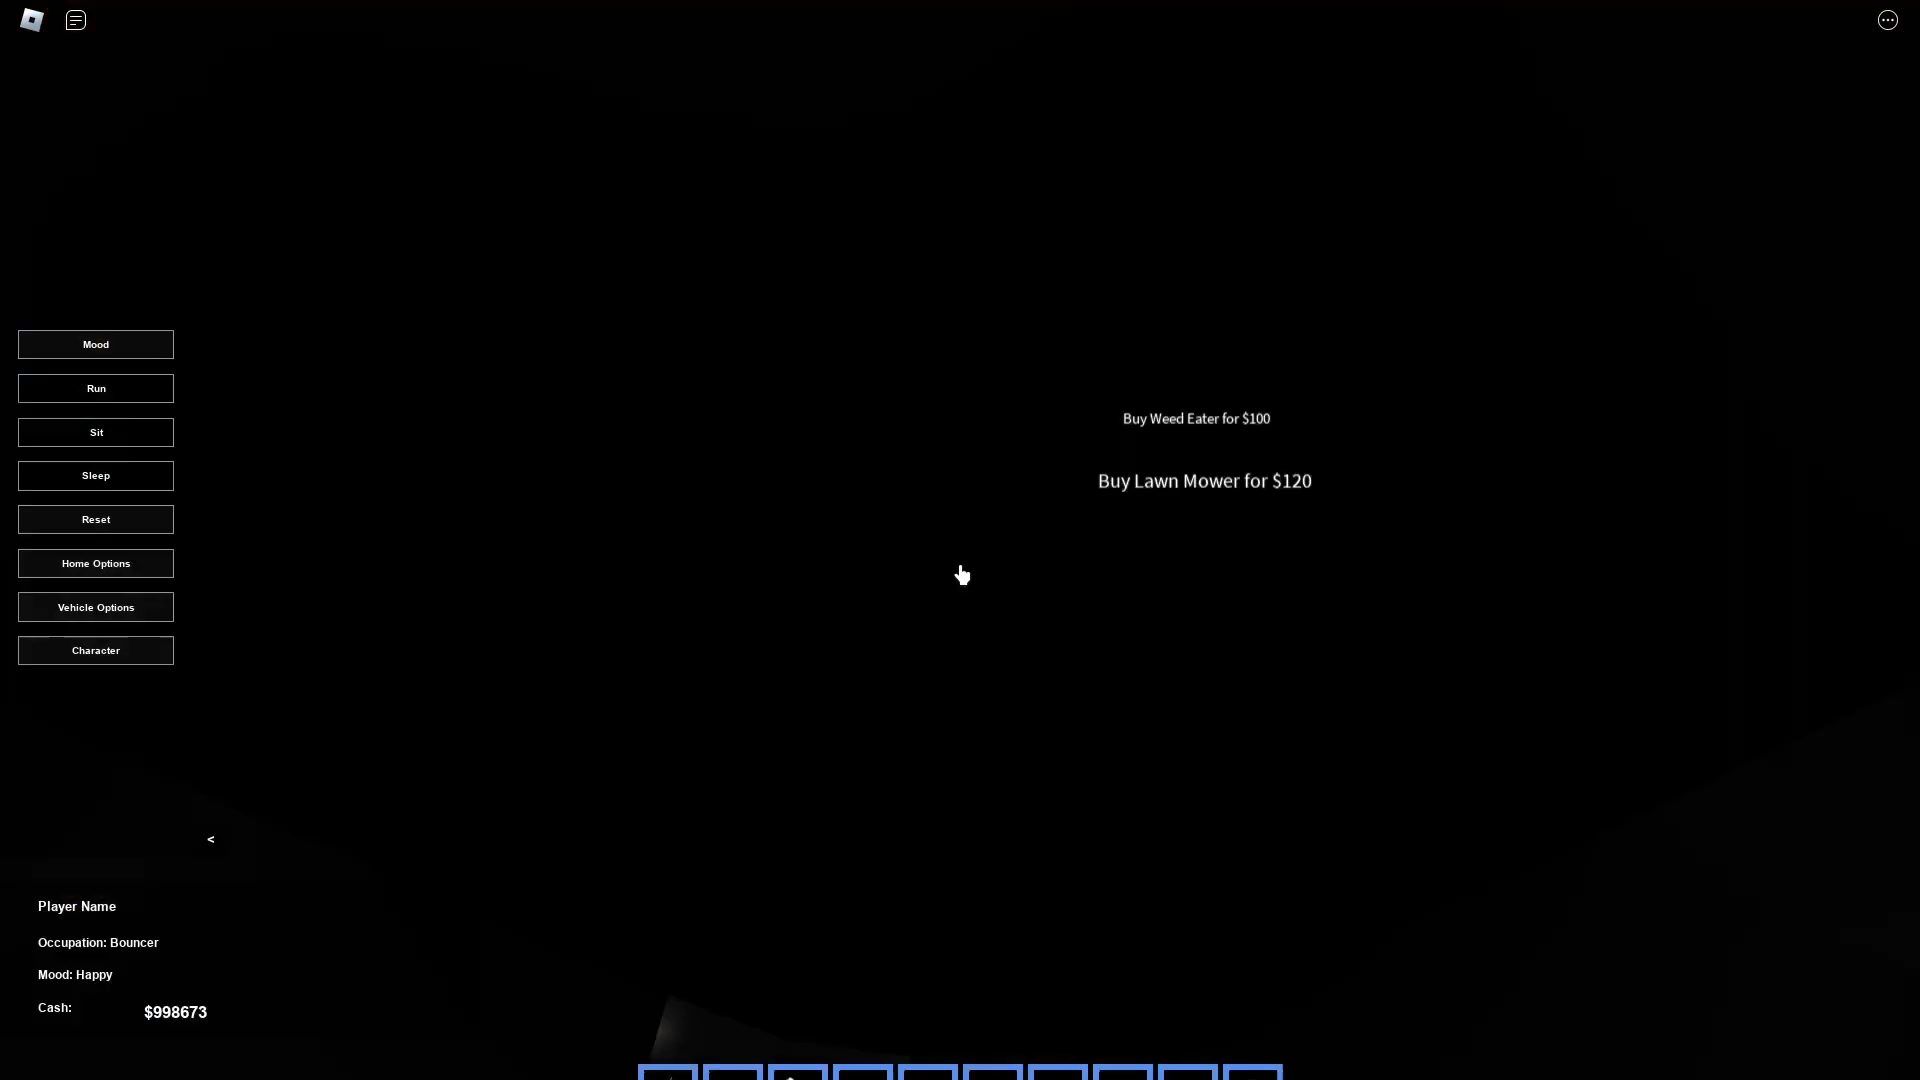 Mood
Run
Sit
Sleep
Reset
Home Options
Vehicle Options
Character
Buy Weed Eater for $100
Buy Lawn Mower for $120
<
Player Name
Occupation: Bouncer
Mood: Happy
Cash: $998673